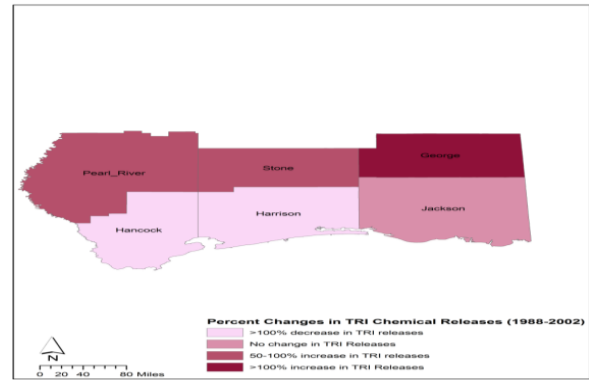 George
Pearl_River
Stone
Jackson
Harrison
Hancock
Percent Changes in TRI Chemical Releases (1988-2002)
>100% decrease in TRI releases
No change in TRI Releases
50-100% increase in TRI releases
>100% increase in TRI Releases
N
0 20 40 80 Miles